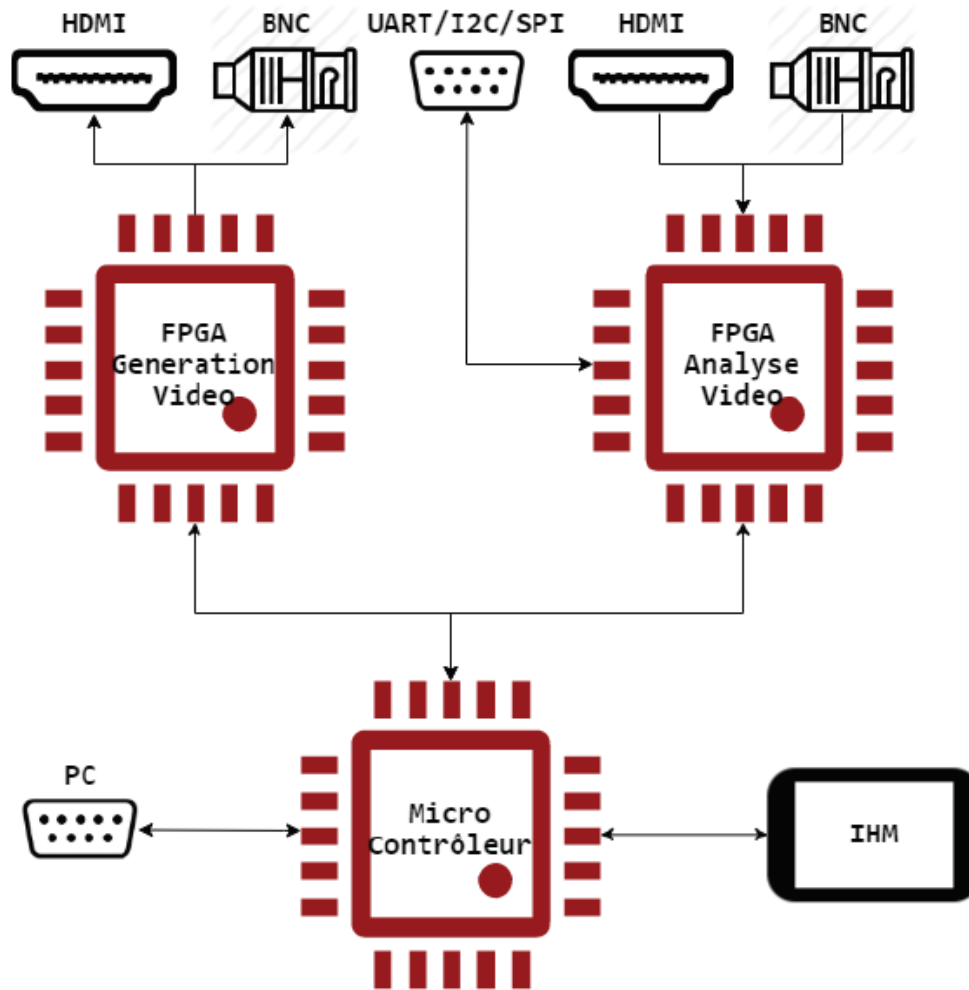 HDMI
BNC
UART/I2C/SPI
HDMI
BNC
FPGA
Generation
Video
FPGA
Analyse
Video
PC
Micro
Contrôleur
IHM